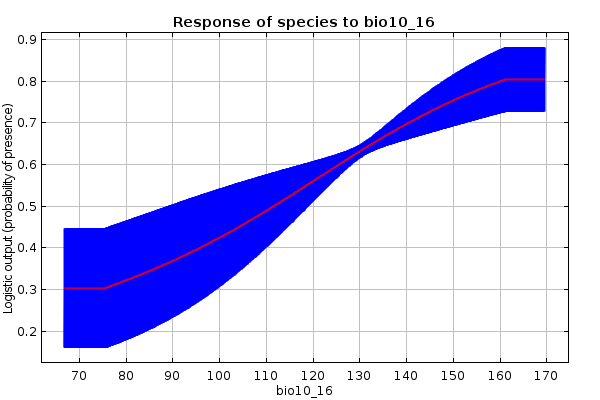 Response of species to bio10_16
Logistic output (probability of presence)
0.9
0.8
0.7
0.6
0.5
0.4
0.3
0.2
70 80 90 100 110 120 130 140 150 160 170
bio10_16